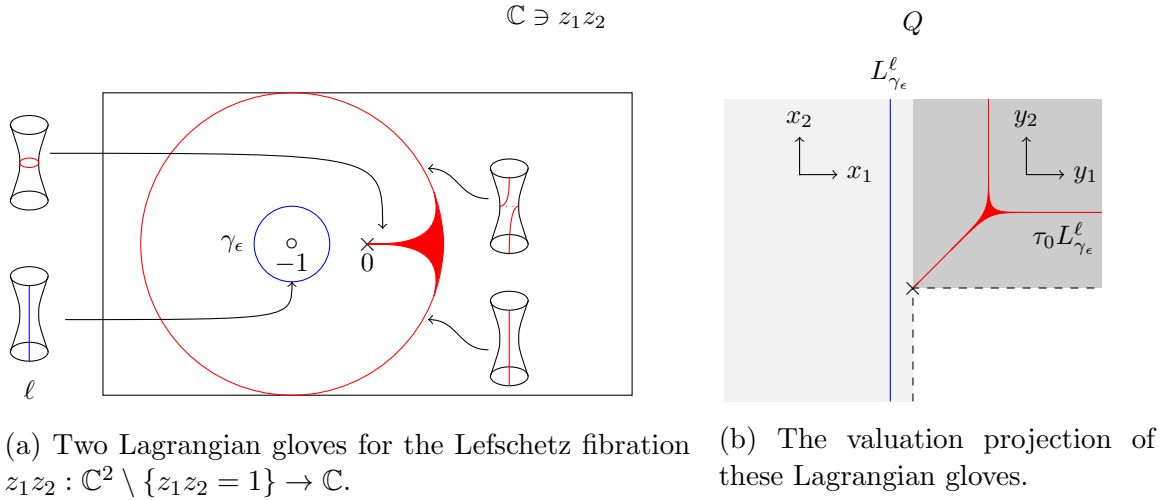 ℂ ∋ z₁z₂
Q
L^ℓ_{γ_ϵ}
x₂
x₁
y₂
y₁
γ_ϵ
−1
0
τ₀L^ℓ_{γ_ϵ}
ℓ
(a) Two Lagrangian gloves for the Lefschetz fibration
z₁z₂ : ℂ² \ {z₁z₂ = 1} → ℂ.
(b) The valuation projection of
these Lagrangian gloves.